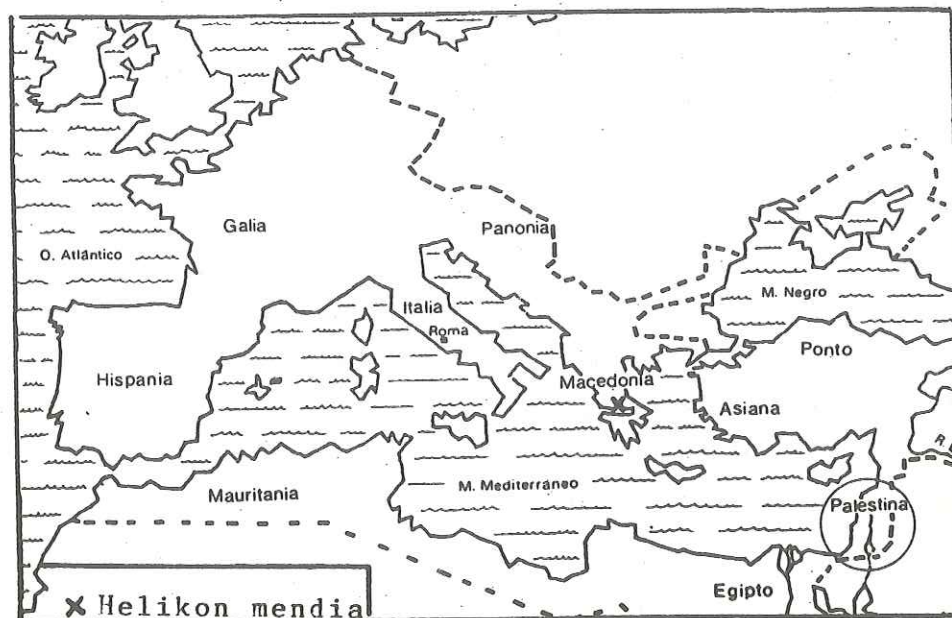 Galia
Panonia
O. Atlántico
M. Negro
Italia
Roma
Ponto
Hispania
Macedonia
Asiana
R.
Mauritania
M. Mediterráneo
Palestina
Egipto
x Helikon mendia